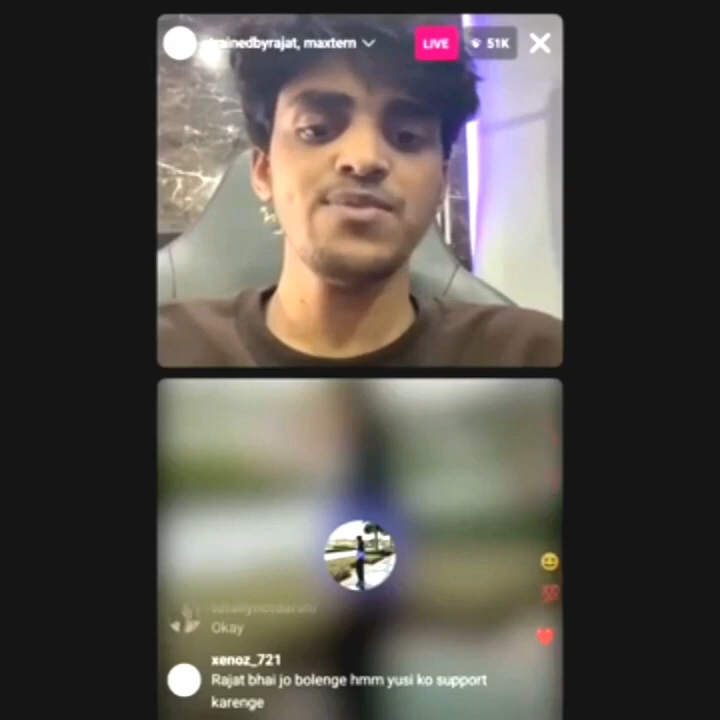 trainedbyrajat, maxtern
LIVE
51K
Okay
xenoz_721
Rajat bhai jo bolenge hmm yusi ko support
karenge